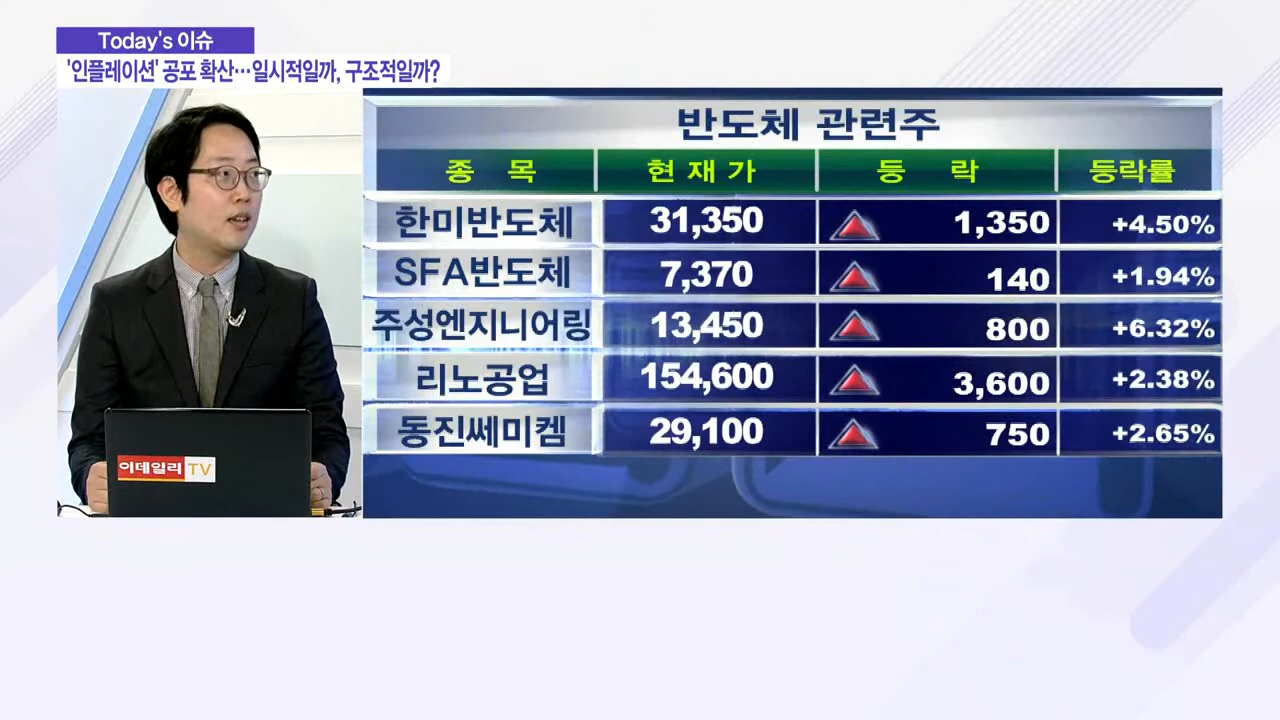 Today's 이슈
'인플레이션' 공포 확산…일시적일까, 구조적일까?
반도체 관련주
종 목 현 재 가 등 락 등락률
한미반도체 31,350 ▲ 1,350 +4.50%
SFA반도체 7,370 ▲ 140 +1.94%
주성엔지니어링 13,450 ▲ 800 +6.32%
리노공업 154,600 ▲ 3,600 +2.38%
동진쎄미켐 29,100 ▲ 750 +2.65%
이데일리 TV